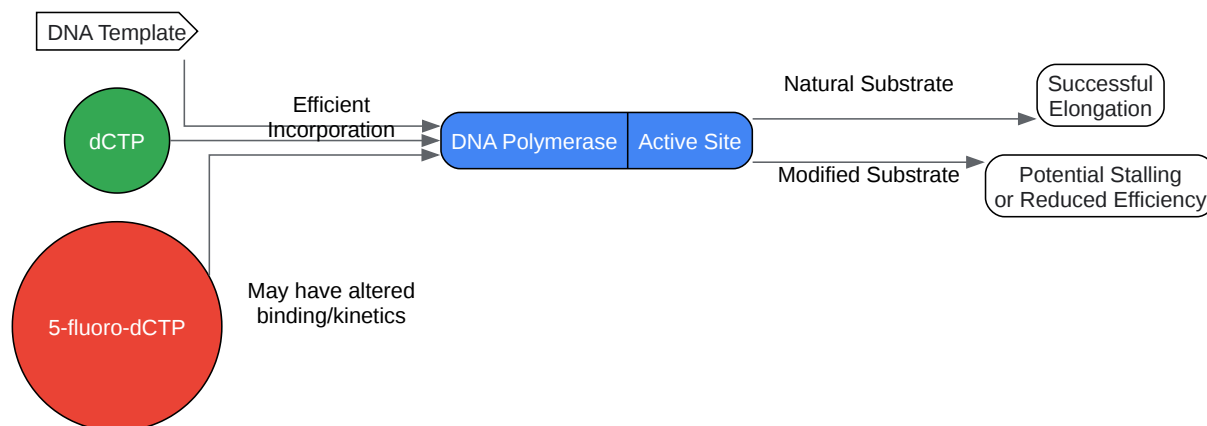 DNA Template
dCTP
5-fluoro-dCTP
Efficient
Incorporation
May have altered
binding/kinetics
DNA Polymerase
Active Site
Natural Substrate
Modified Substrate
Successful
Elongation
Potential Stalling
or Reduced Efficiency